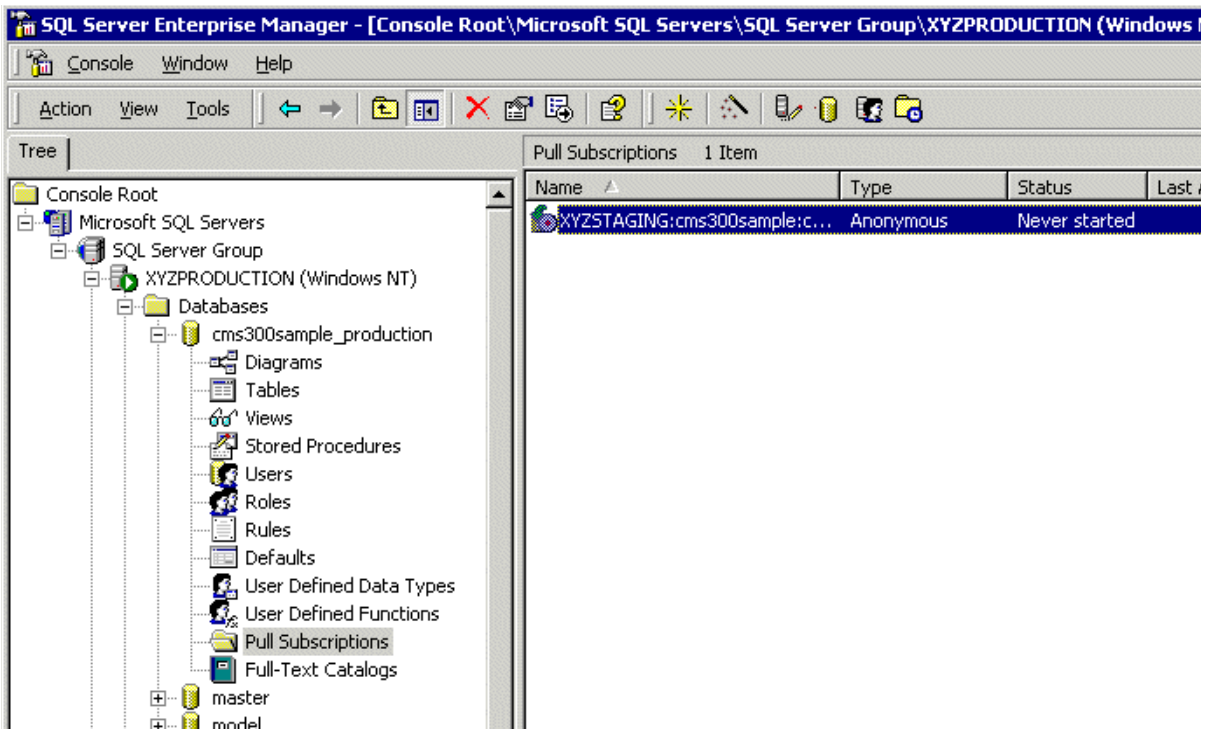 SQL Server Enterprise Manager - [Console Root\Microsoft SQL Servers\SQL Server Group\XYZPRODUCTION (Windows
Console Window Help
Action View Tools
Tree
Pull Subscriptions 1 Item
Name Type Status Last
Console Root
XYZSTAGING:cms300sample:c... Anonymous Never started
Microsoft SQL Servers
SQL Server Group
XYZPRODUCTION (Windows NT)
Databases
cms300sample_production
Diagrams
Tables
Views
Stored Procedures
Users
Roles
Rules
Defaults
User Defined Data Types
User Defined Functions
Pull Subscriptions
Full-Text Catalogs
master
model